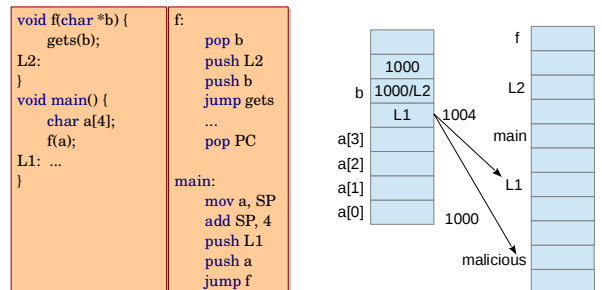 void f(char *b) {
gets(b);
L2:
}
void main() {
char a[4];
f(a);
L1: ...
}
f:
pop b
push L2
push b
jump gets
...
pop PC
main:
mov a, SP
add SP, 4
push L1
push a
jump f
1000
b 1000/L2
L1 1004
a[3]
a[2]
a[1]
a[0]
1000
f
L2
main
L1
malicious